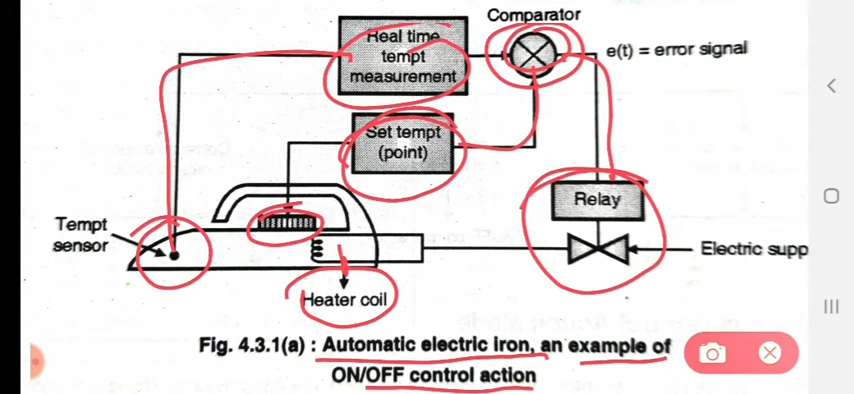 Comparator
Real time
tempt
measurement
e(t) = error signal
Set tempt
(point)
Relay
Tempt
sensor
Electric supp
Heater coil
Fig. 4.3.1(a) : Automatic electric iron, an example of
ON/OFF control action